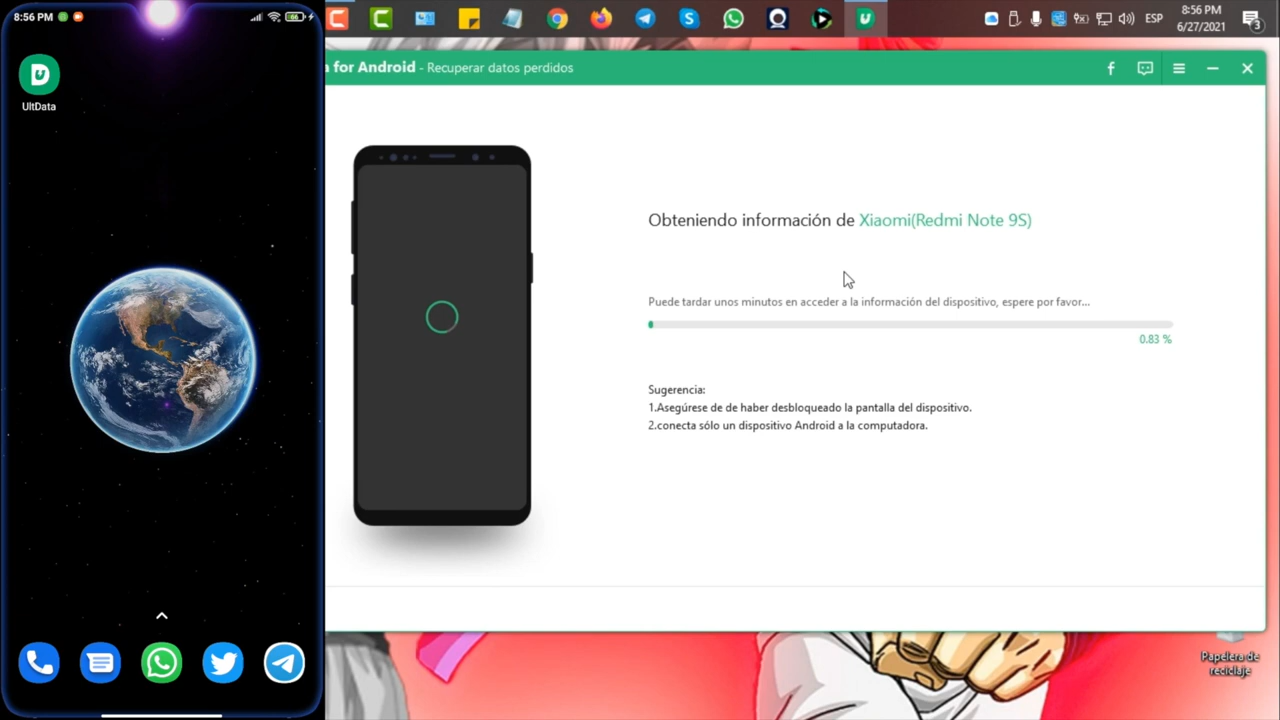 8:56 PM
66
UltData
ESP
8:56 PM
6/27/2021
3
a for Android - Recuperar datos perdidos
Obteniendo información de Xiaomi(Redmi Note 9S)
Puede tardar unos minutos en acceder a la información del dispositivo, espere por favor...
0.83 %
Sugerencia:
1.Asegúrese de de haber desbloqueado la pantalla del dispositivo.
2.conecta sólo un dispositivo Android a la computadora.
Papelera de
reciclaje